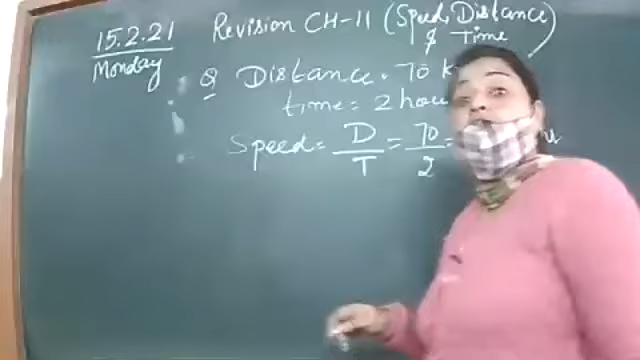 15.2.21 Revision CH-11 (Speed, Distance
Monday & Time)
Q Distance = 70
time = 2
Speed = D/T = 70/2 =